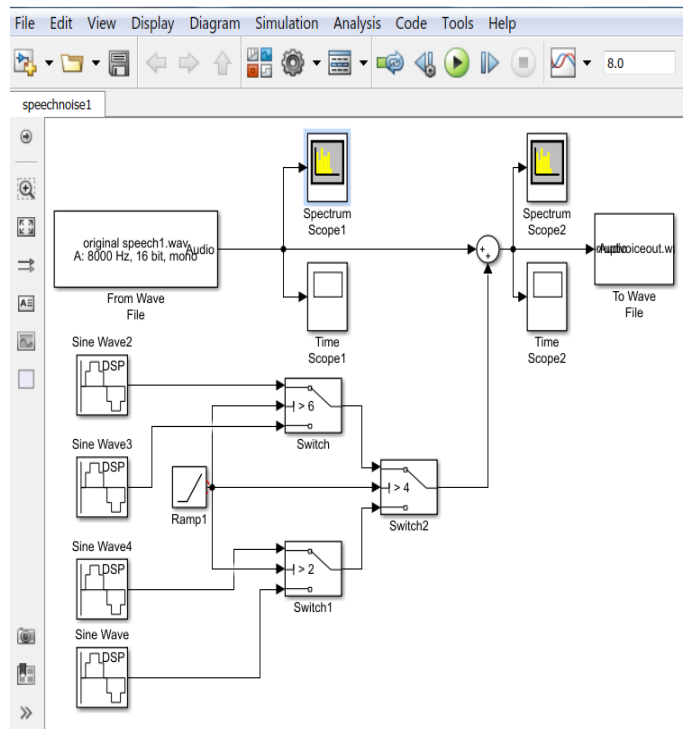 File Edit View Display Diagram Simulation Analysis Code Tools Help
8.0
speechnoise1
Spectrum
Scope1
Spectrum
Scope2
original speech1.wav
A: 8000 Hz, 16 bit, mono
Audio
From Wave
File
Time
Scope1
Time
Scope2
Audio
To Wave
File
Sine Wave2
DSP
> 6
Switch
Sine Wave3
DSP
Ramp1
> 4
Switch2
Sine Wave4
DSP
> 2
Switch1
Sine Wave
DSP